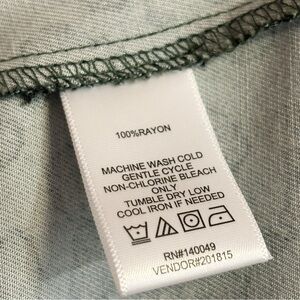 100%RAYON
MACHINE WASH COLD
GENTLE CYCLE
NON-CHLORINE BLEACH
ONLY
TUMBLE DRY LOW
COOL IRON IF NEEDED
RN#140049
VENDOR#201815